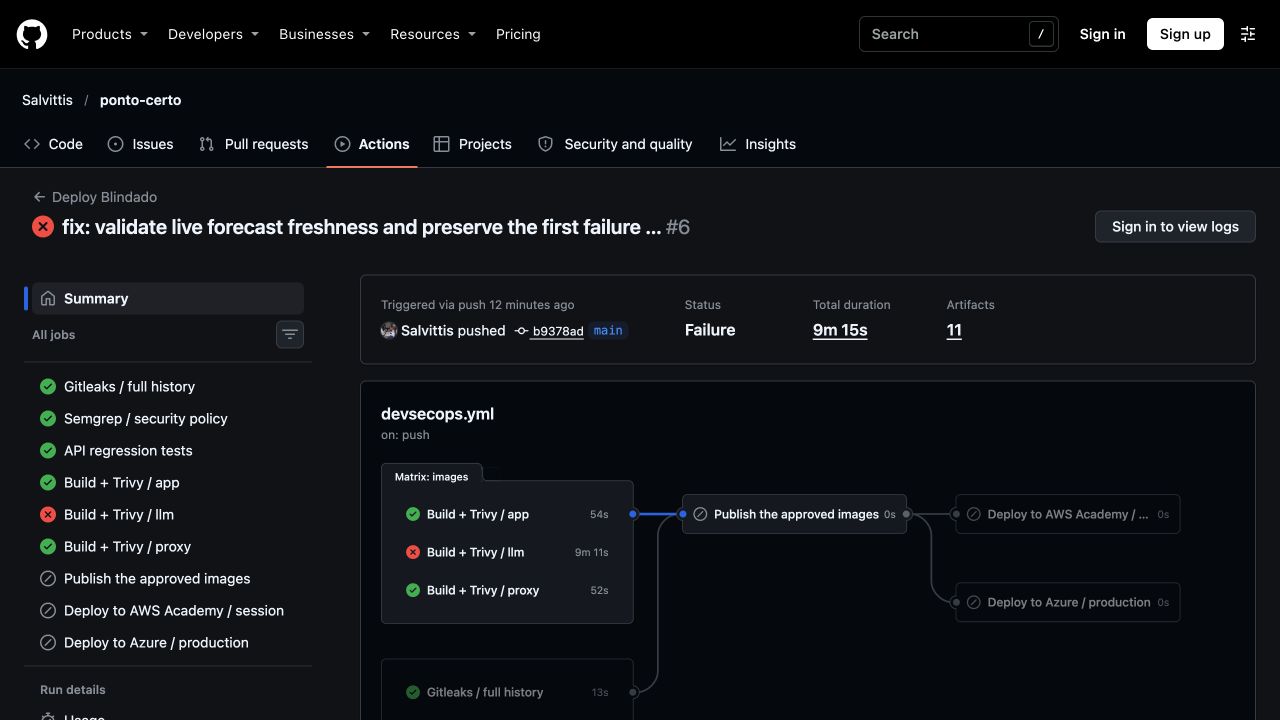 Products Developers Businesses Resources Pricing Search / Sign in Sign up
Salvittis / ponto-certo
Code Issues Pull requests Actions Projects Security and quality Insights
Deploy Blindado
fix: validate live forecast freshness and preserve the first failure ... #6
Sign in to view logs
Summary
All jobs
Gitleaks / full history
Semgrep / security policy
API regression tests
Build + Trivy / app
Build + Trivy / llm
Build + Trivy / proxy
Publish the approved images
Deploy to AWS Academy / session
Deploy to Azure / production
Run details
Usage
Triggered via push 12 minutes ago
Salvittis pushed b9378ad main
Status
Failure
Total duration
9m 15s
Artifacts
11
devsecops.yml
on: push
Matrix: images
Build + Trivy / app 54s
Build + Trivy / llm 9m 11s
Build + Trivy / proxy 52s
Gitleaks / full history 13s
Publish the approved images 0s
Deploy to AWS Academy / ... 0s
Deploy to Azure / production 0s